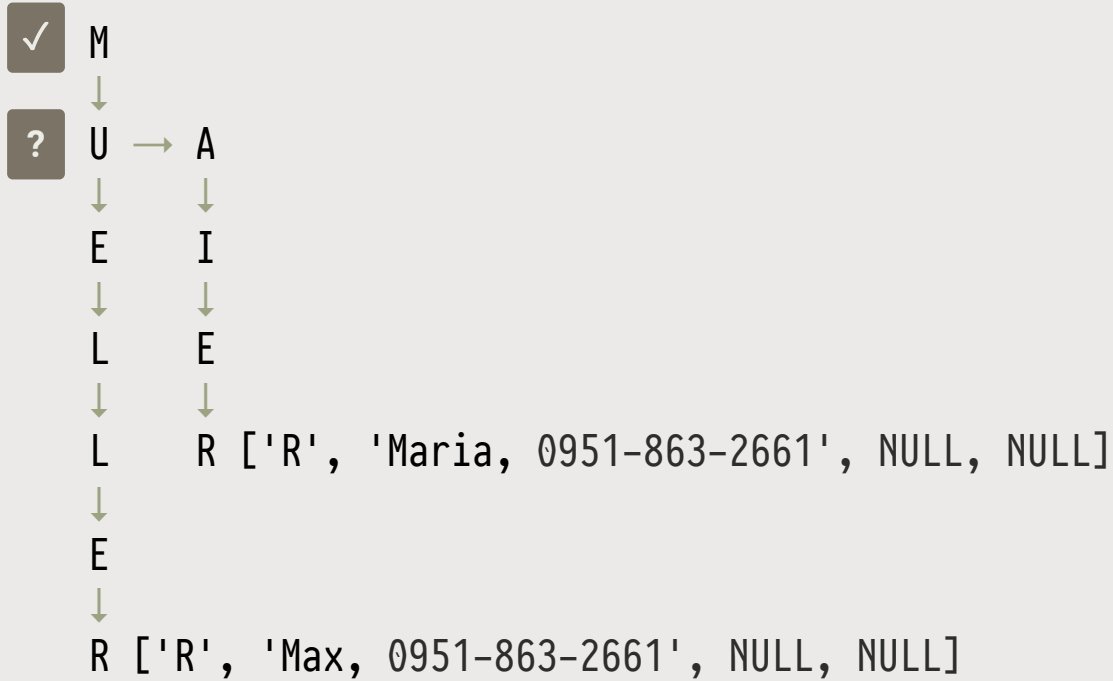 ✓ M
↓
? U → A
↓ ↓
E I
↓ ↓
L E
↓ ↓
L R ['R', 'Maria, 0951-863-2661', NULL, NULL]
↓
E
↓
R ['R', 'Max, 0951-863-2661', NULL, NULL]